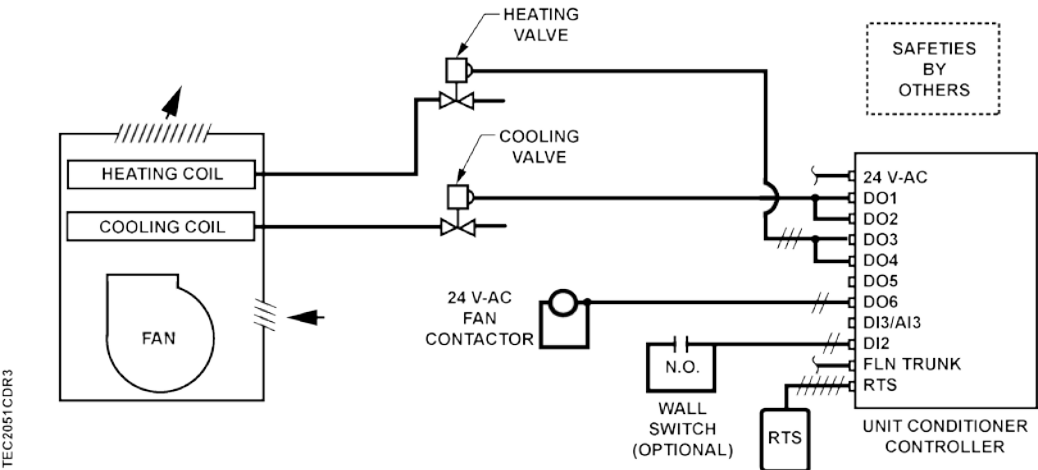 HEATING
VALVE
SAFETIES
BY
OTHERS
HEATING COIL
COOLING COIL
FAN
COOLING
VALVE
24 V-AC
FAN
CONTACTOR
N.O.
WALL
SWITCH
(OPTIONAL)
RTS
24 V-AC
DO1
DO2
DO3
DO4
DO5
DO6
DI3/AI3
DI2
FLN TRUNK
RTS
UNIT CONDITIONER
CONTROLLER
TEC2051CDR3